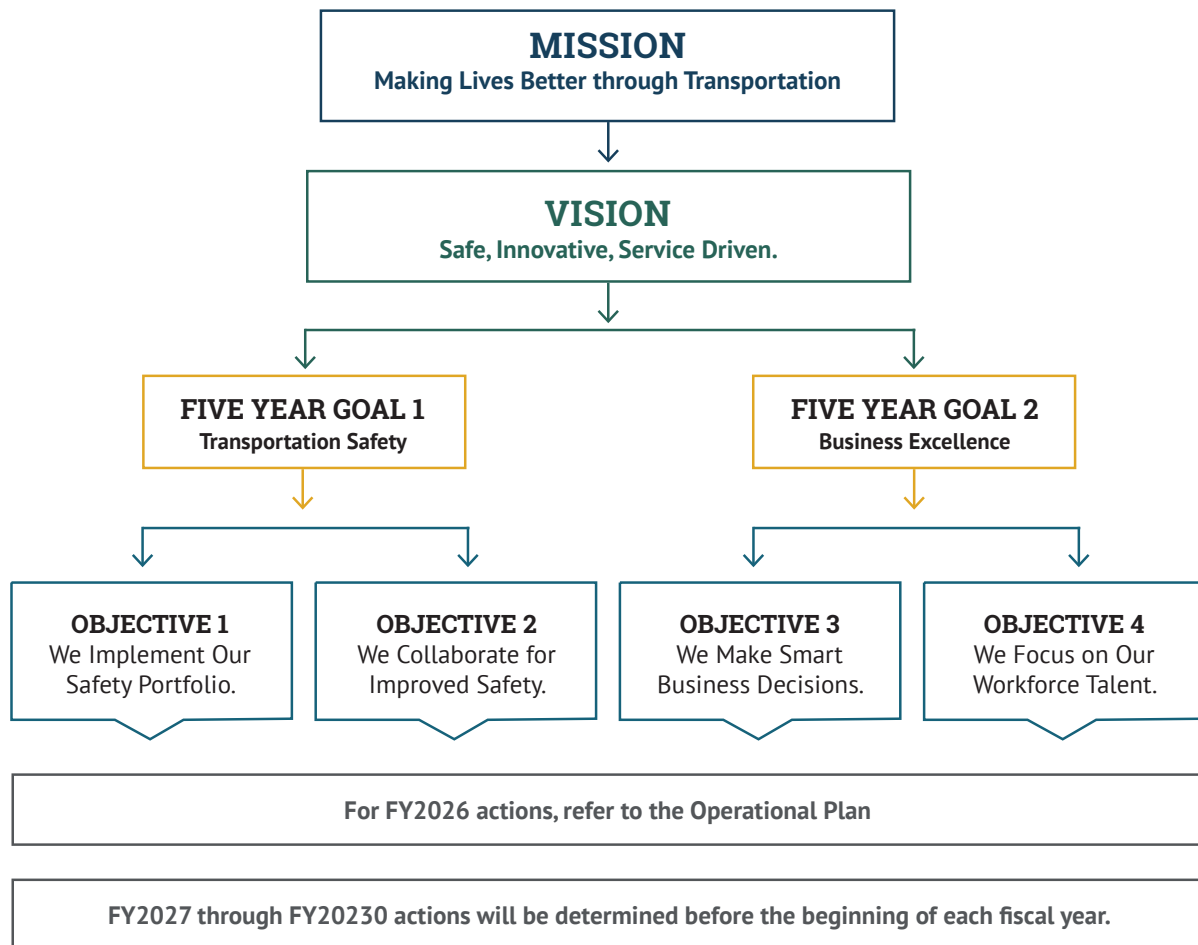 MISSION
Making Lives Better through Transportation
VISION
Safe, Innovative, Service Driven.
FIVE YEAR GOAL 1
Transportation Safety
FIVE YEAR GOAL 2
Business Excellence
OBJECTIVE 1
We Implement Our
Safety Portfolio.
OBJECTIVE 2
We Collaborate for
Improved Safety.
OBJECTIVE 3
We Make Smart
Business Decisions.
OBJECTIVE 4
We Focus on Our
Workforce Talent.
For FY2026 actions, refer to the Operational Plan
FY2027 through FY20230 actions will be determined before the beginning of each fiscal year.